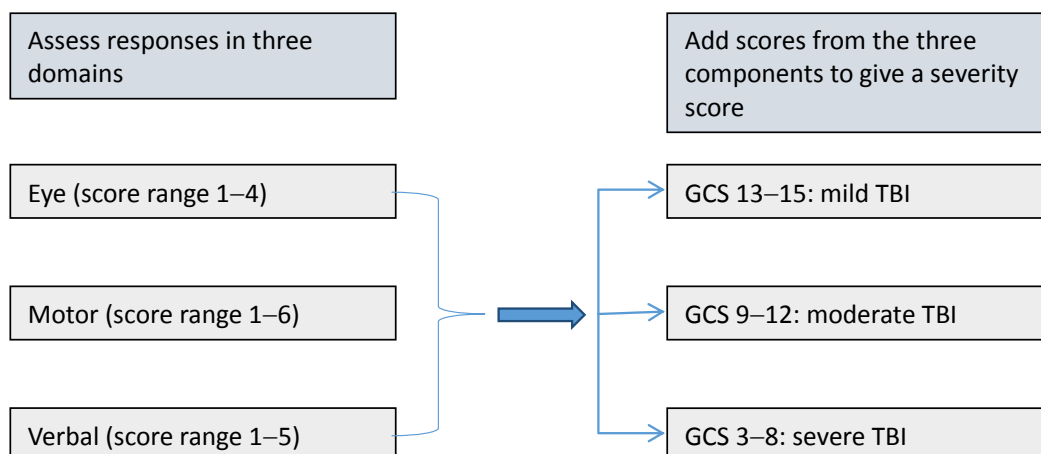 Assess responses in three
domains
Add scores from the three
components to give a severity
score
Eye (score range 1–4)
GCS 13–15: mild TBI
Motor (score range 1–6)
GCS 9–12: moderate TBI
Verbal (score range 1–5)
GCS 3–8: severe TBI